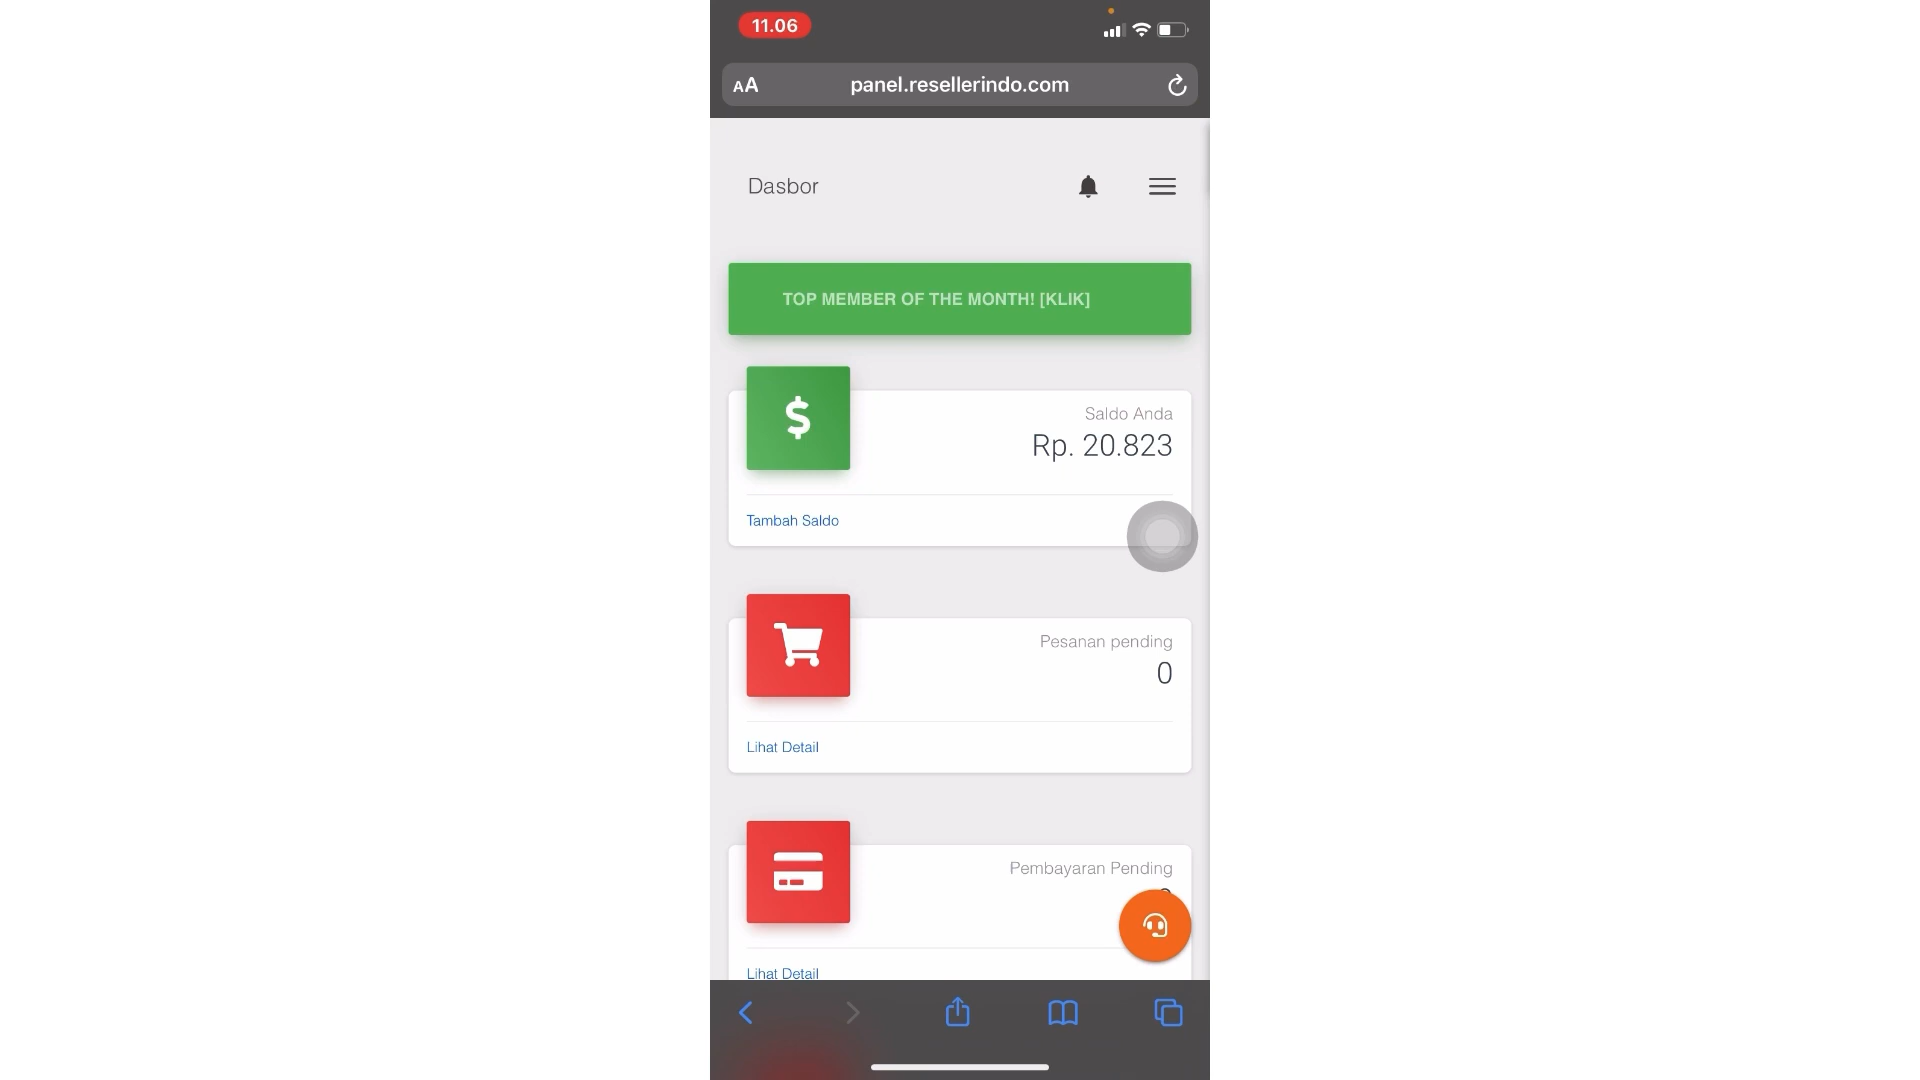 11.06
AA
panel.resellerindo.com
Dasbor
TOP MEMBER OF THE MONTH! [KLIK]
Saldo Anda
Rp. 20.823
Tambah Saldo
Pesanan pending
0
Lihat Detail
Pembayaran Pending
Lihat Detail